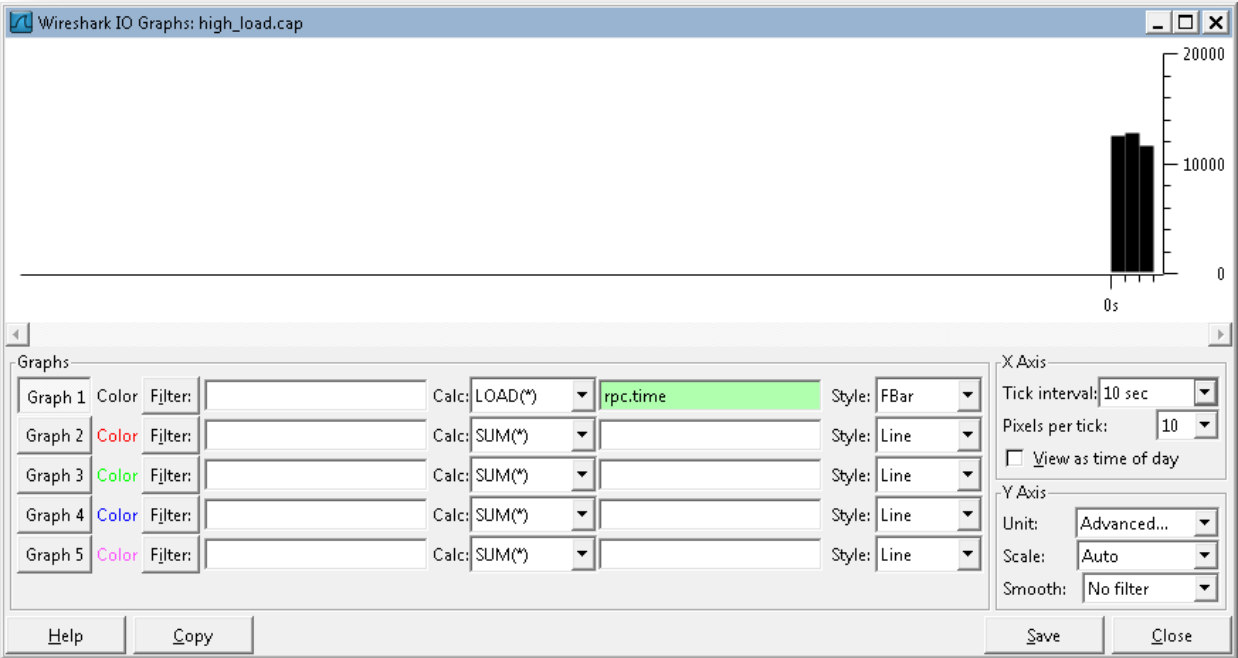 Wireshark IO Graphs: high_load.cap
20000
10000
0
0s
Graphs
Graph 1 Color Filter: Calc: LOAD(*) rpc.time Style: FBar
Graph 2 Color Filter: Calc: SUM(*) Style: Line
Graph 3 Color Filter: Calc: SUM(*) Style: Line
Graph 4 Color Filter: Calc: SUM(*) Style: Line
Graph 5 Color Filter: Calc: SUM(*) Style: Line
X Axis
Tick interval: 10 sec
Pixels per tick: 10
View as time of day
Y Axis
Unit: Advanced...
Scale: Auto
Smooth: No filter
Help Copy Save Close